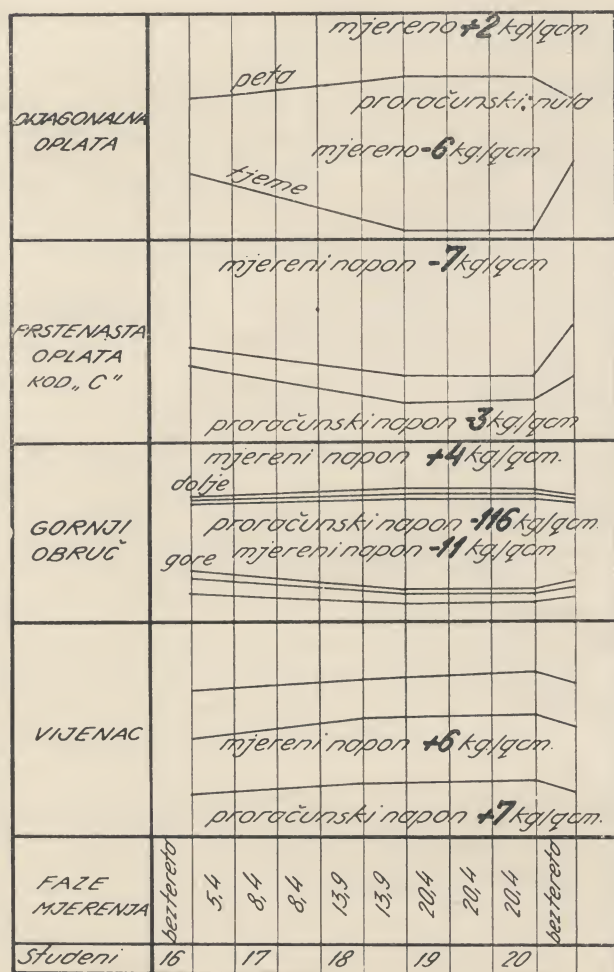 mjereno +2 kg/qcm
peta
DIJAGONALNA
OPLATA
proračunski: nula
mjereno -6 kg/qcm
tjeme
mjereni napon -7 kg/qcm
PRSTENASTA
OPLATA
KOD „C"
proračunski napon -3 kg/qcm
mjereni napon +4 kg/qcm.
dolje
GORNJI
OBRUČ
proračunski napon -116 kg/qcm.
mjereni napon -11 kg/qcm.
gore
VIJENAC
mjereni napon +6 kg/qcm.
proračunski napon +7 kg/qcm.
FAZE
MJERENJA
beztereta 5,4 8,4 8,4 13,9 13,9 20,4 20,4 20,4 beztereta
Studeni 16 17 18 19 20